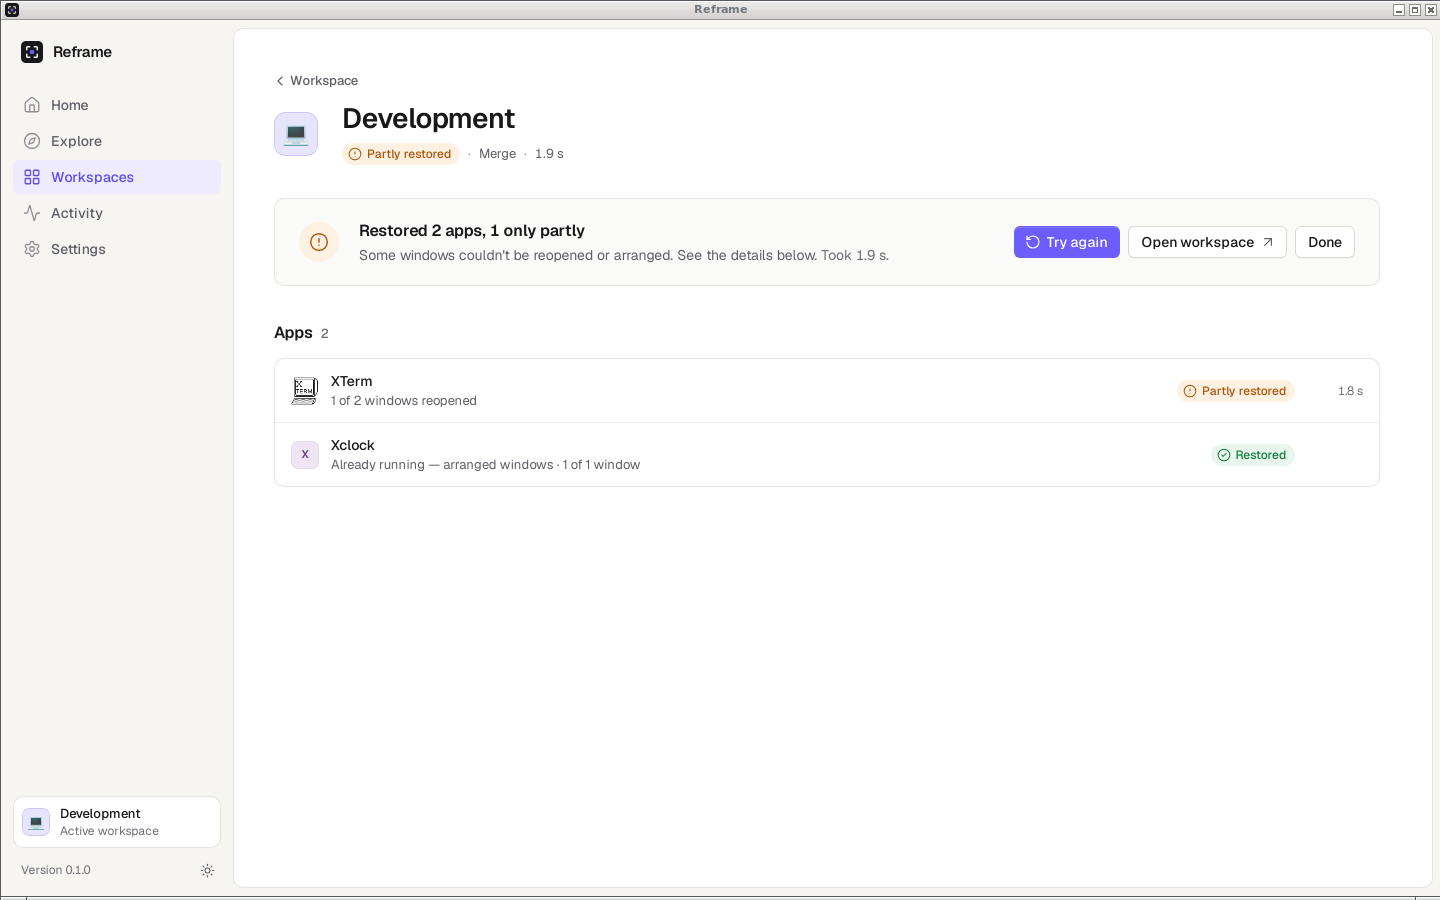 Reframe
Reframe
Home
Explore
Workspaces
Activity
Settings
Workspace
Development
Partly restored · Merge · 1.9 s
Restored 2 apps, 1 only partly
Some windows couldn't be reopened or arranged. See the details below. Took 1.9 s.
Try again
Open workspace
Done
Apps 2
XTerm
1 of 2 windows reopened
Partly restored
1.8 s
X
Xclock
Already running — arranged windows · 1 of 1 window
Restored
Development
Active workspace
Version 0.1.0